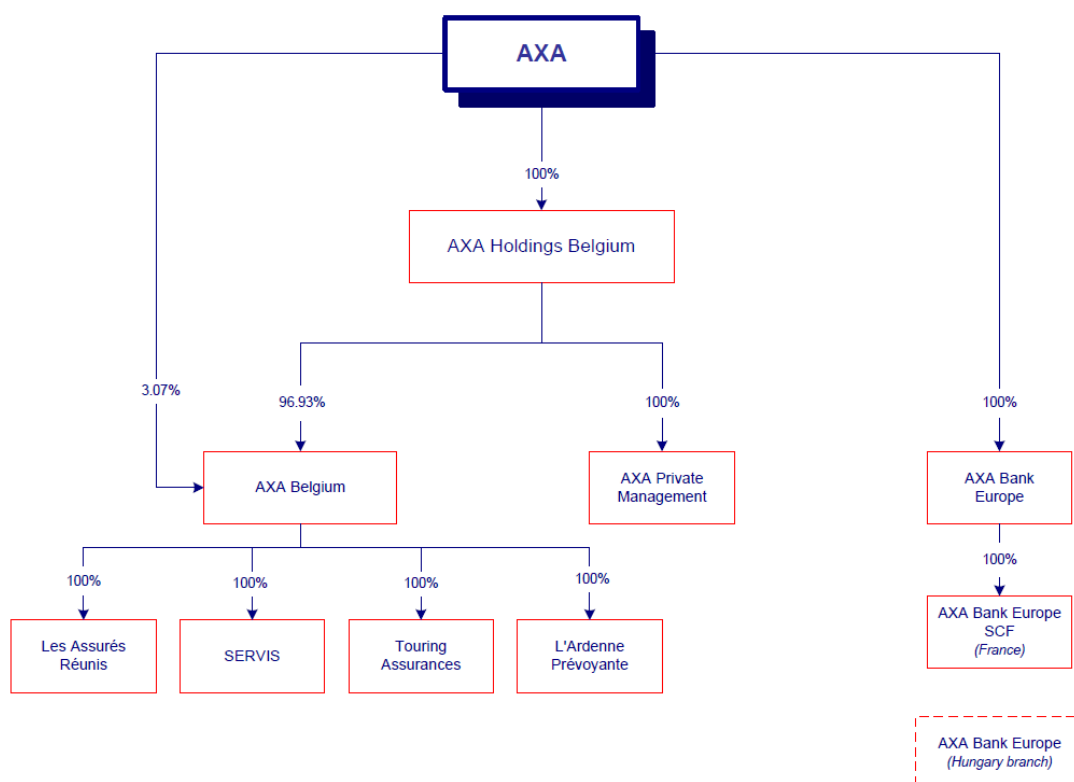 AXA
100%
AXA Holdings Belgium
3.07%
96.93%
100%
100%
AXA Belgium
AXA Private
Management
AXA Bank
Europe
100%
100%
100%
100%
100%
Les Assurés
Réunis
SERVIS
Touring
Assurances
L'Ardenne
Prévoyante
AXA Bank Europe
SCF
(France)
AXA Bank Europe
(Hungary branch)